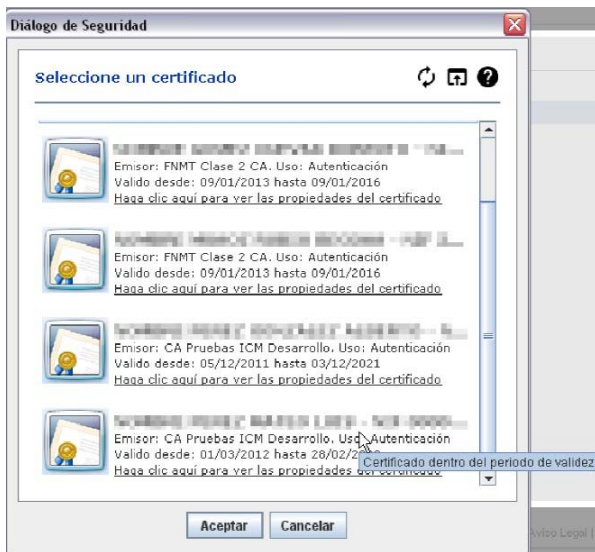 Diálogo de Seguridad
Seleccione un certificado
Emisor: FNMT Clase 2 CA. Uso: Autenticación
Valido desde: 09/01/2013 hasta 09/01/2016
Haga clic aquí para ver las propiedades del certificado
Emisor: FNMT Clase 2 CA. Uso: Autenticación
Valido desde: 09/01/2013 hasta 09/01/2016
Haga clic aquí para ver las propiedades del certificado
Emisor: CA Pruebas ICM Desarrollo. Uso: Autenticación
Valido desde: 05/12/2011 hasta 03/12/2021
Haga clic aquí para ver las propiedades del certificado
Emisor: CA Pruebas ICM Desarrollo. Uso: Autenticación
Valido desde: 01/03/2012 hasta 28/02/2
Certificado dentro del periodo de validez
Haga clic aquí para ver las propiedades del certificado
Aceptar Cancelar
Aviso Legal |